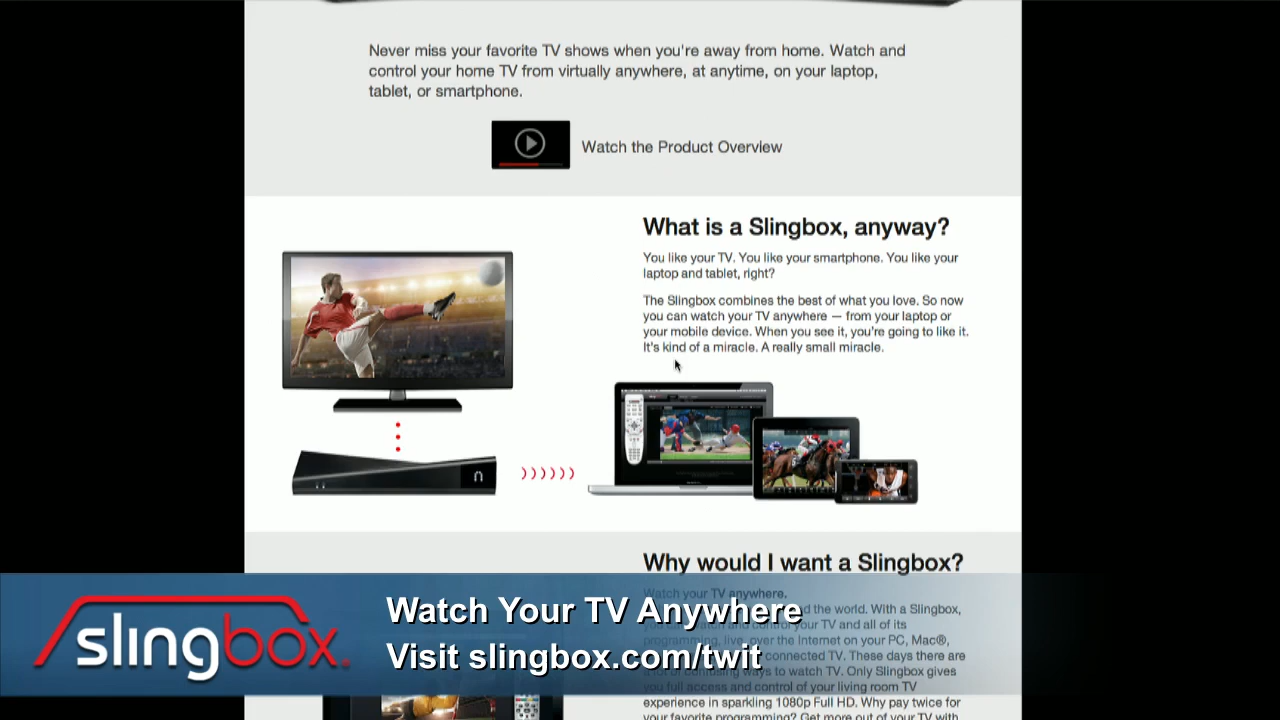 Never miss your favorite TV shows when you're away from home. Watch and
control your home TV from virtually anywhere, at anytime, on your laptop,
tablet, or smartphone.
Watch the Product Overview
What is a Slingbox, anyway?
You like your TV. You like your smartphone. You like your
laptop and tablet, right?
The Slingbox combines the best of what you love. So now
you can watch your TV anywhere — from your laptop or
your mobile device. When you see it, you're going to like it.
It's kind of a miracle. A really small miracle.
Why would I want a Slingbox?
Watch your TV anywhere.
d the world. With a Slingbox,
and control your TV and all of its
programming, live, over the Internet on your PC, Mac®,
connected TV. These days there are
a lot of confusing ways to watch TV. Only Slingbox gives
you full access and control of your living room TV
experience in sparkling 1080p Full HD. Why pay twice for
your favorite programming? Get more out of your TV with
slingbox.
Watch Your TV Anywhere
Visit slingbox.com/twit